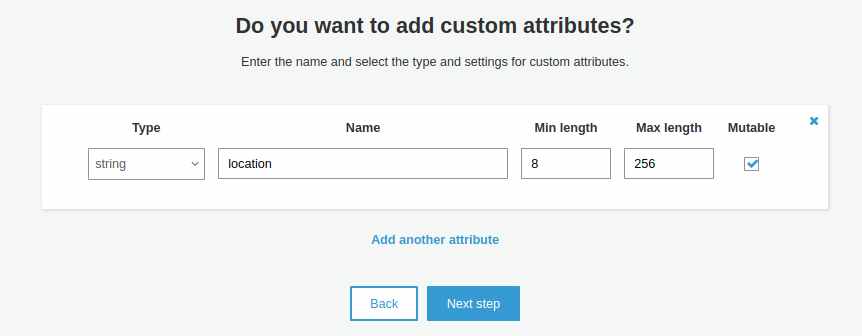 Do you want to add custom attributes?
Enter the name and select the type and settings for custom attributes.
Type Name Min length Max length Mutable
string location 8 256
Add another attribute
Back Next step